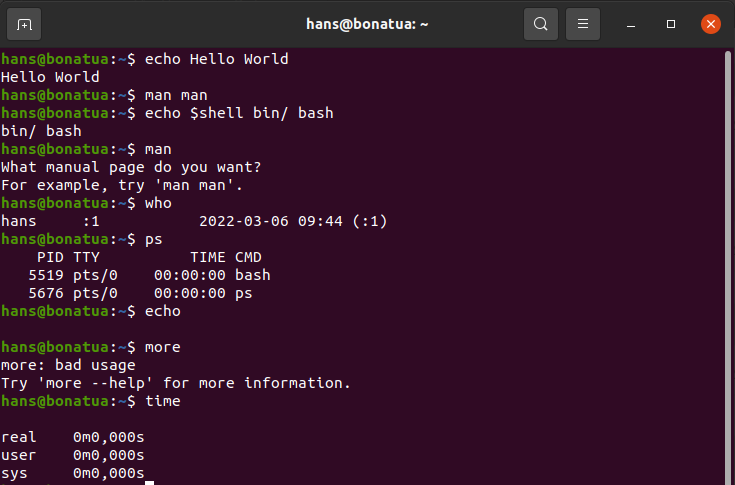 hans@bonatua: ~
hans@bonatua:~$ echo Hello World
Hello World
hans@bonatua:~$ man man
hans@bonatua:~$ echo $shell bin/ bash
bin/ bash
hans@bonatua:~$ man
What manual page do you want?
For example, try 'man man'.
hans@bonatua:~$ who
hans     :1           2022-03-06 09:44 (:1)
hans@bonatua:~$ ps
    PID TTY          TIME CMD
   5519 pts/0    00:00:00 bash
   5676 pts/0    00:00:00 ps
hans@bonatua:~$ echo

hans@bonatua:~$ more
more: bad usage
Try 'more --help' for more information.
hans@bonatua:~$ time

real    0m0,000s
user    0m0,000s
sys     0m0,000s